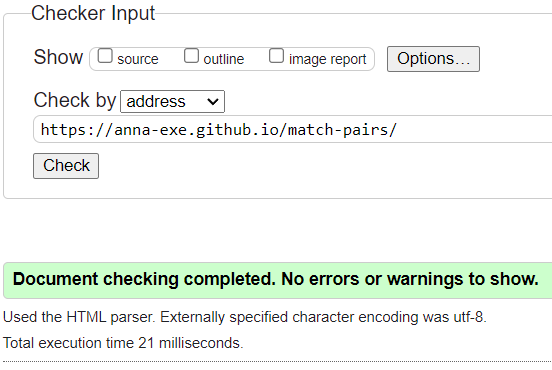 Checker Input
Show source outline image report Options...
Check by address
https://anna-exe.github.io/match-pairs/
Check
Document checking completed. No errors or warnings to show.
Used the HTML parser. Externally specified character encoding was utf-8.
Total execution time 21 milliseconds.